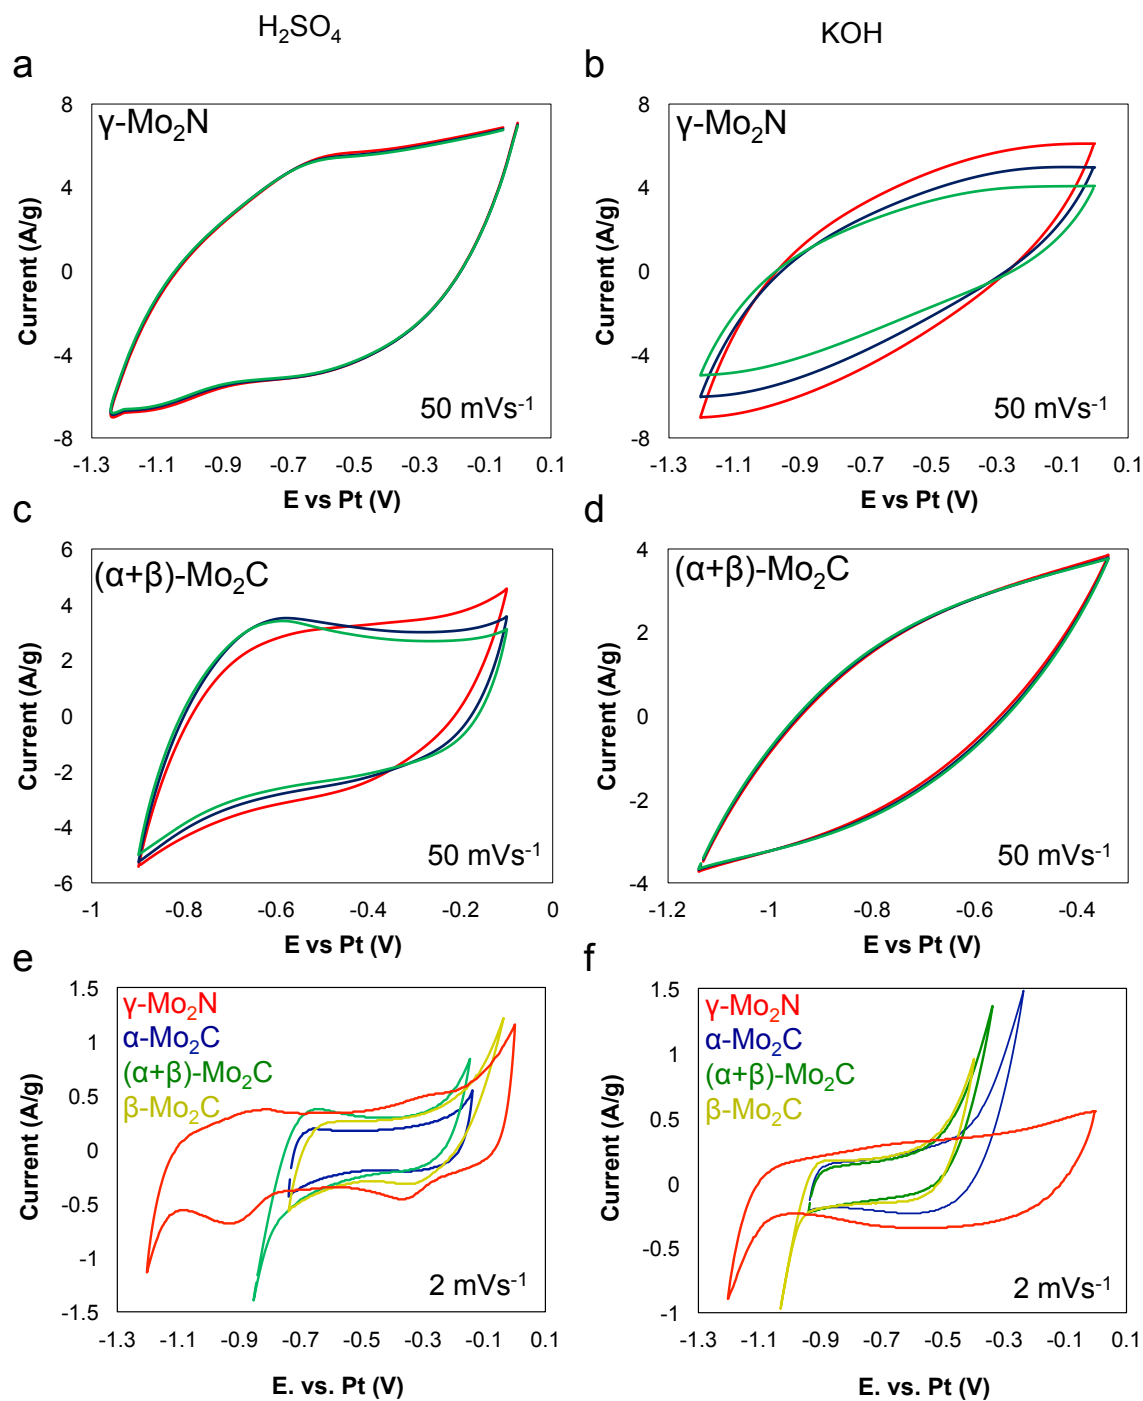 H₂SO₄
KOH
a
γ-Mo₂N
Current (A/g)
8
4
0
-4
-8
50 mVs⁻¹
-1.3 -1.1 -0.9 -0.7 -0.5 -0.3 -0.1 0.1
E vs Pt (V)
b
γ-Mo₂N
Current (A/g)
8
4
0
-4
-8
50 mVs⁻¹
-1.3 -1.1 -0.9 -0.7 -0.5 -0.3 -0.1 0.1
E vs Pt (V)
c
(α+β)-Mo₂C
Current (A/g)
6
4
2
0
-2
-4
-6
50 mVs⁻¹
-1 -0.8 -0.6 -0.4 -0.2 0
E vs Pt (V)
d
(α+β)-Mo₂C
Current (A/g)
4
2
0
-2
-4
50 mVs⁻¹
-1.2 -1 -0.8 -0.6 -0.4
E vs Pt (V)
e
γ-Mo₂N
α-Mo₂C
(α+β)-Mo₂C
β-Mo₂C
Current (A/g)
1.5
1
0.5
0
-0.5
-1
-1.5
2 mVs⁻¹
-1.3 -1.1 -0.9 -0.7 -0.5 -0.3 -0.1 0.1
E. vs. Pt (V)
f
γ-Mo₂N
α-Mo₂C
(α+β)-Mo₂C
β-Mo₂C
Current (A/g)
1.5
1
0.5
0
-0.5
-1
2 mVs⁻¹
-1.3 -1.1 -0.9 -0.7 -0.5 -0.3 -0.1 0.1
E. vs. Pt (V)